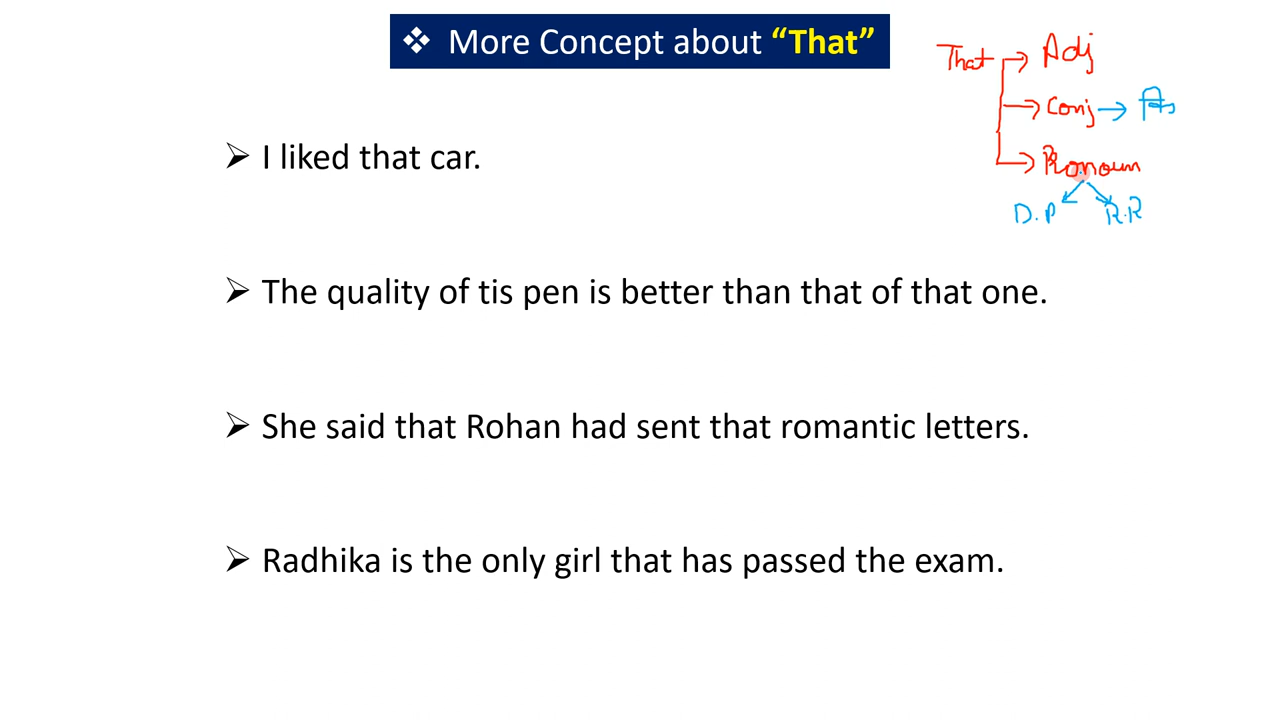 ❖ More Concept about “That”
That Adj
Conj
Pronoun
D.P R.R
➢ I liked that car.
➢ The quality of tis pen is better than that of that one.
➢ She said that Rohan had sent that romantic letters.
➢ Radhika is the only girl that has passed the exam.